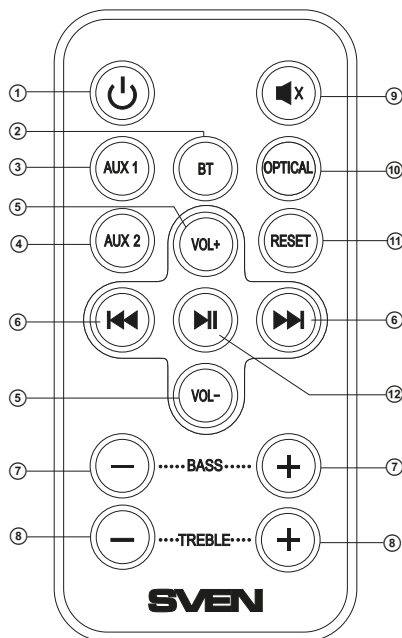 1
9
2
3
AUX 1
BT
OPTICAL
10
5
4
AUX 2
VOL+
RESET
11
6
6
5
VOL−
12
7
− ·····BASS····· +
7
8
− ····TREBLE···· +
8
SVEN